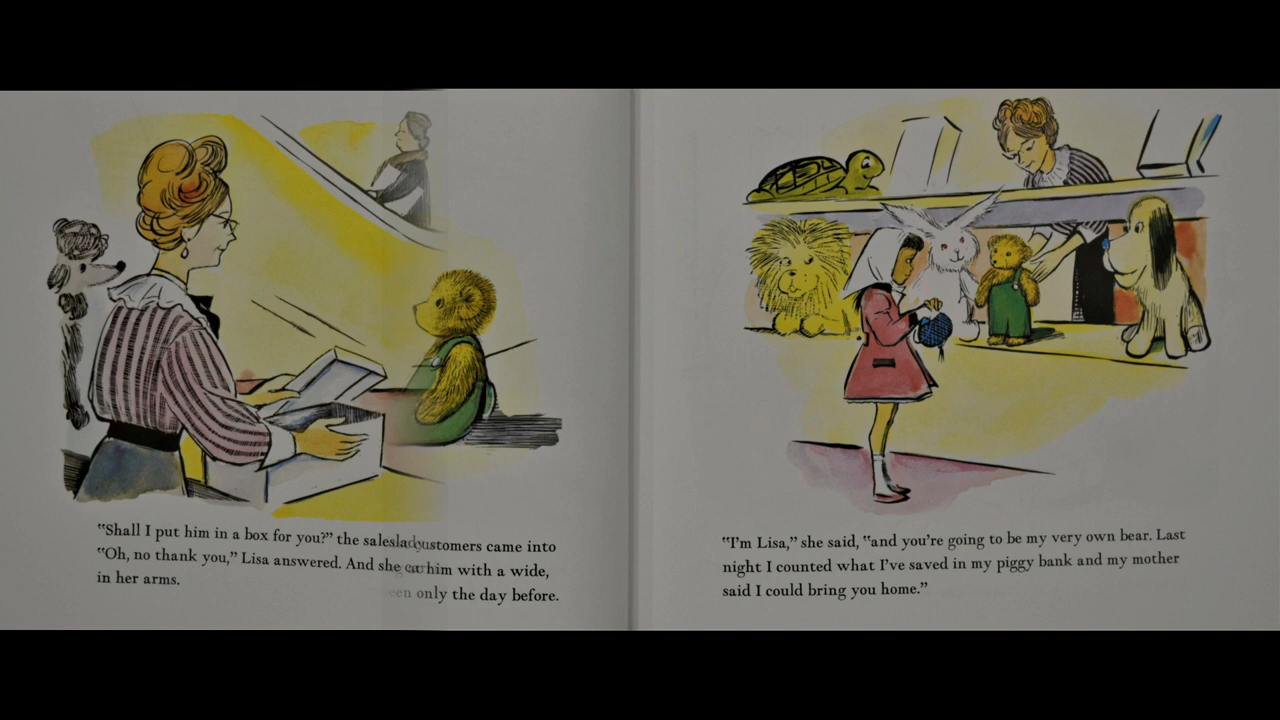 "Shall I put him in a box for you?" the saleslady ustomers came into
"Oh, no thank you," Lisa answered. And she him with a wide,
in her arms. only the day before.
"I'm Lisa," she said, "and you're going to be my very own bear. Last
night I counted what I've saved in my piggy bank and my mother
said I could bring you home."